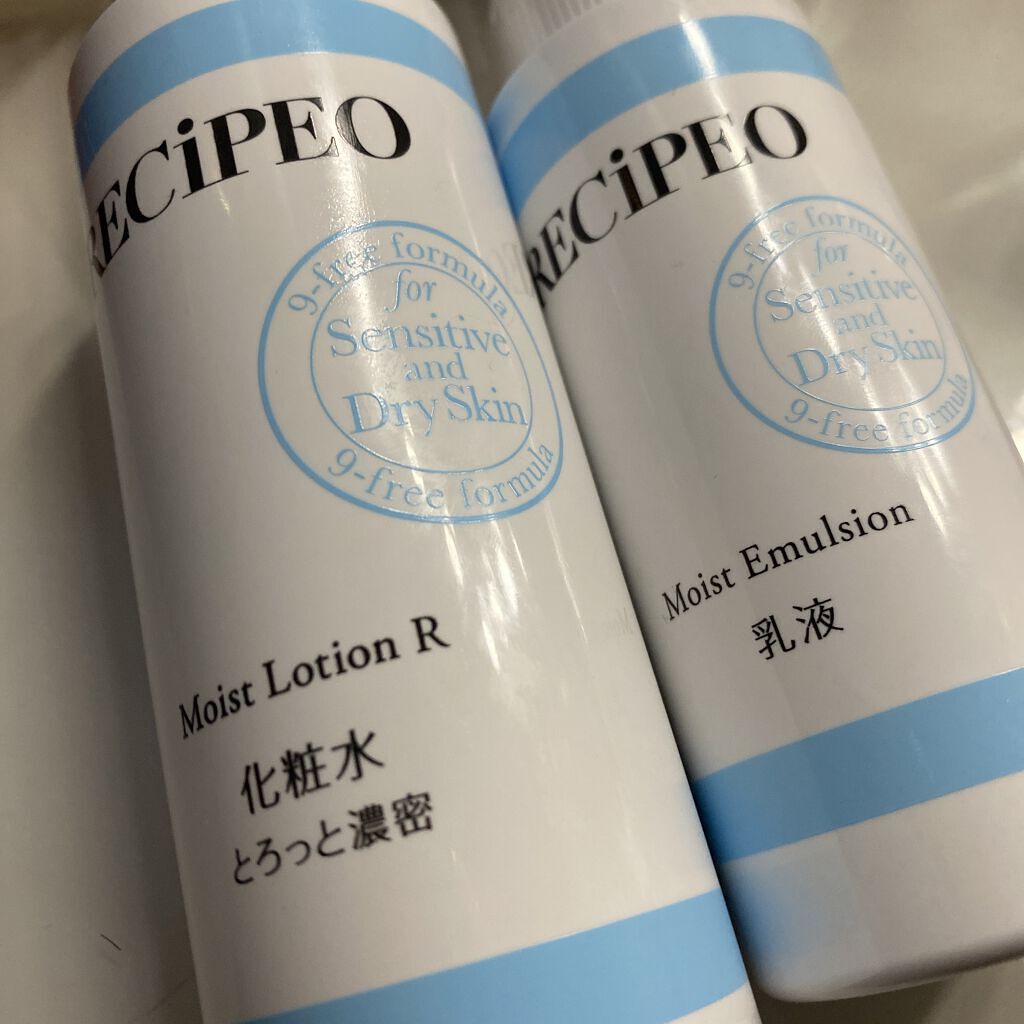 RECiPEO
9-free formula
for
Sensitive
and
Dry Skin
9-free formula
Moist Lotion R
化粧水
とろっと濃密
RECiPEO
9-free formula
for
Sensitive
and
Dry Skin
9-free formula
Moist Emulsion
乳液